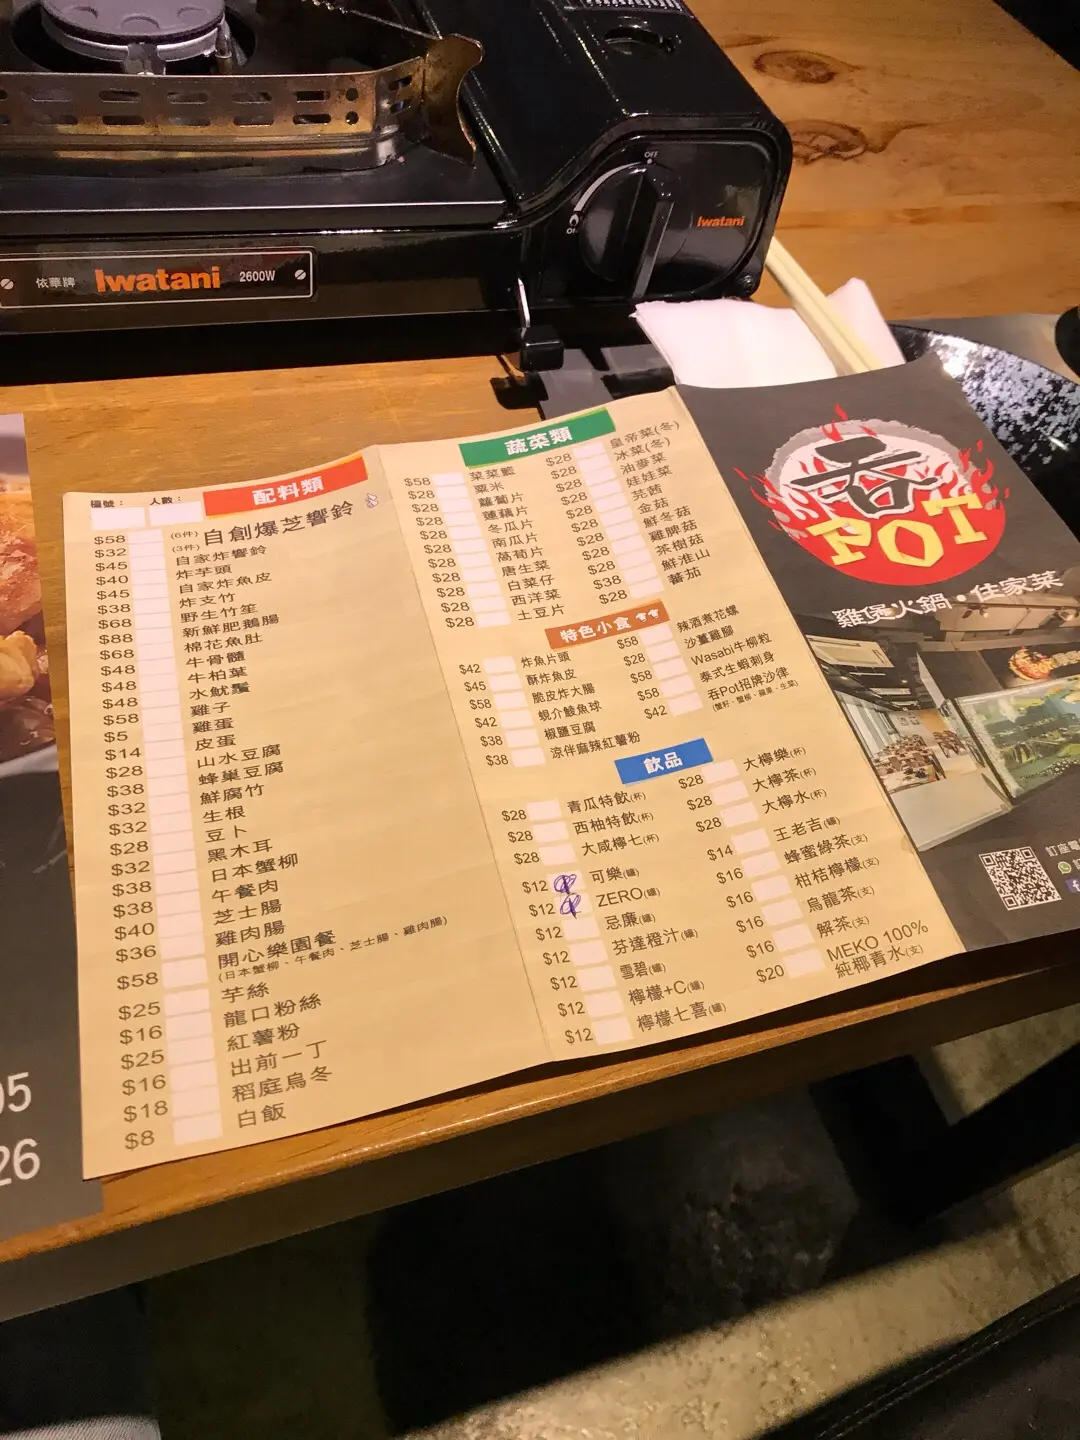 OFF
ON
Iwatani
依華牌 Iwatani 2600W
檯號：
人數：
配料類
$58 (6件) 自創爆芝響鈴
$32 (3件)
$45 自家炸響鈴
$40 炸芋頭
$45 自家炸魚皮
$38 炸支竹
$68 野生竹笙
$88 新鮮肥鵝腸
$68 棉花魚肚
$48 牛骨髓
$48 牛柏葉
$48 水魷鬚
$58 雞子
$5 雞蛋
$14 皮蛋
$28 山水豆腐
$38 蜂巢豆腐
$32 鮮腐竹
$32 生根
$28 豆卜
$32 黑木耳
$38 日本蟹柳
$38 午餐肉
$40 芝士腸
$36 雞肉腸
$58 開心樂園餐
(日本蟹柳、午餐肉、芝士腸、雞肉腸)
$25 芋絲
$16 龍口粉絲
$25 紅薯粉
$16 出前一丁
$18 稻庭烏冬
$8 白飯
蔬菜類
$58 菜菜籃
$28 粟米
$28 蘿蔔片
$28 蓮藕片
$28 冬瓜片
$28 南瓜片
$28 萵筍片
$28 唐生菜
$28 白菜仔
$28 西洋菜
$28 土豆片
$28 皇帝菜(冬)
$28 冰菜(冬)
$28 油麥菜
$28 娃娃菜
$28 芫茜
$28 金菇
$28 鮮冬菇
$28 雞脾菇
$28 茶樹菇
$38 鮮淮山
$28 蕃茄
特色小食
$42 炸魚片頭
$45 酥炸魚皮
$58 脆皮炸大腸
$42 蜆介鯪魚球
$38 椒鹽豆腐
$38 涼伴麻辣紅薯粉
$58 辣酒煮花螺
$28 沙薑雞腳
$58 Wasabi牛柳粒
$58 泰式生蝦刺身
$42 吞Pot招牌沙律
飲品
$28 青瓜特飲(杯)
$28 西柚特飲(杯)
$28 大咸檸七(杯)
$12 可樂(罐)
$12 ZERO(罐)
$12 忌廉(罐)
$12 芬達橙汁(罐)
$12 雪碧(罐)
$12 檸檬+C(罐)
$12 檸檬七喜(罐)
$28 大檸樂(杯)
$28 大檸茶(杯)
$28 大檸水(杯)
$14 王老吉(罐)
$16 蜂蜜綠茶(支)
$16 柑桔檸檬(支)
$16 烏龍茶(支)
$16 解茶(支)
$20 MEKO 100%
純椰青水(支)
吞
POT
雞煲火鍋・住家菜
訂座電
05
26